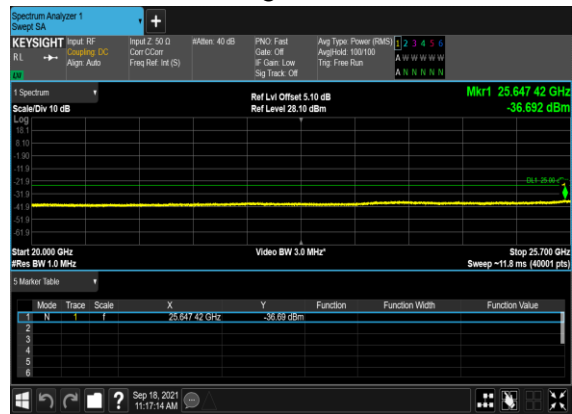 Spectrum Analyzer 1
Swept SA
KEYSIGHT Input: RF Input Z: 50 Ω #Atten: 40 dB PNO: Fast Avg Type: Power (RMS) 1 2 3 4 5 6
RL Coupling: DC Corr CCorr Gate: Off Avg|Hold: 100/100 A W W W W W
Align: Auto Freq Ref: Int (S) IF Gain: Low Trig: Free Run
Sig Track: Off A N N N N N
1 Spectrum
Ref Lvl Offset 5.10 dB Mkr1 25.647 42 GHz
Scale/Div 10 dB Ref Level 28.10 dBm -36.692 dBm
Log
18.1
8.10
-1.90
-11.9
-21.9
DL1 -25.00
-31.9
-41.9
-51.9
-61.9
Start 20.000 GHz Video BW 3.0 MHz* Stop 25.700 GHz
#Res BW 1.0 MHz Sweep ~11.8 ms (40001 pts)
5 Marker Table
Mode Trace Scale X Y Function Function Width Function Value
1 N 1 f 25.647 42 GHz -36.69 dBm
2
3
4
5
6
? Sep 18, 2021
11:17:14 AM